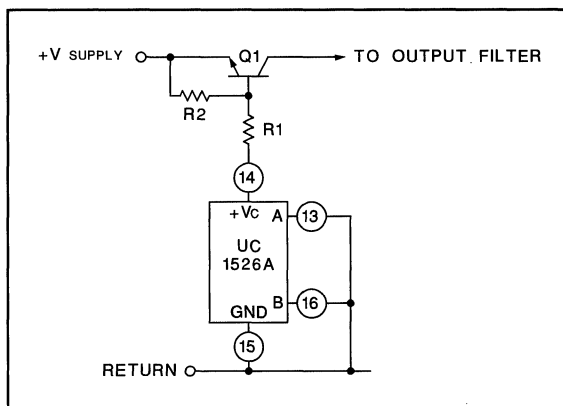 +V SUPPLY
Q1
TO OUTPUT FILTER
R2
R1
14
+VC
A
13
UC
1526A
B
16
GND
15
RETURN